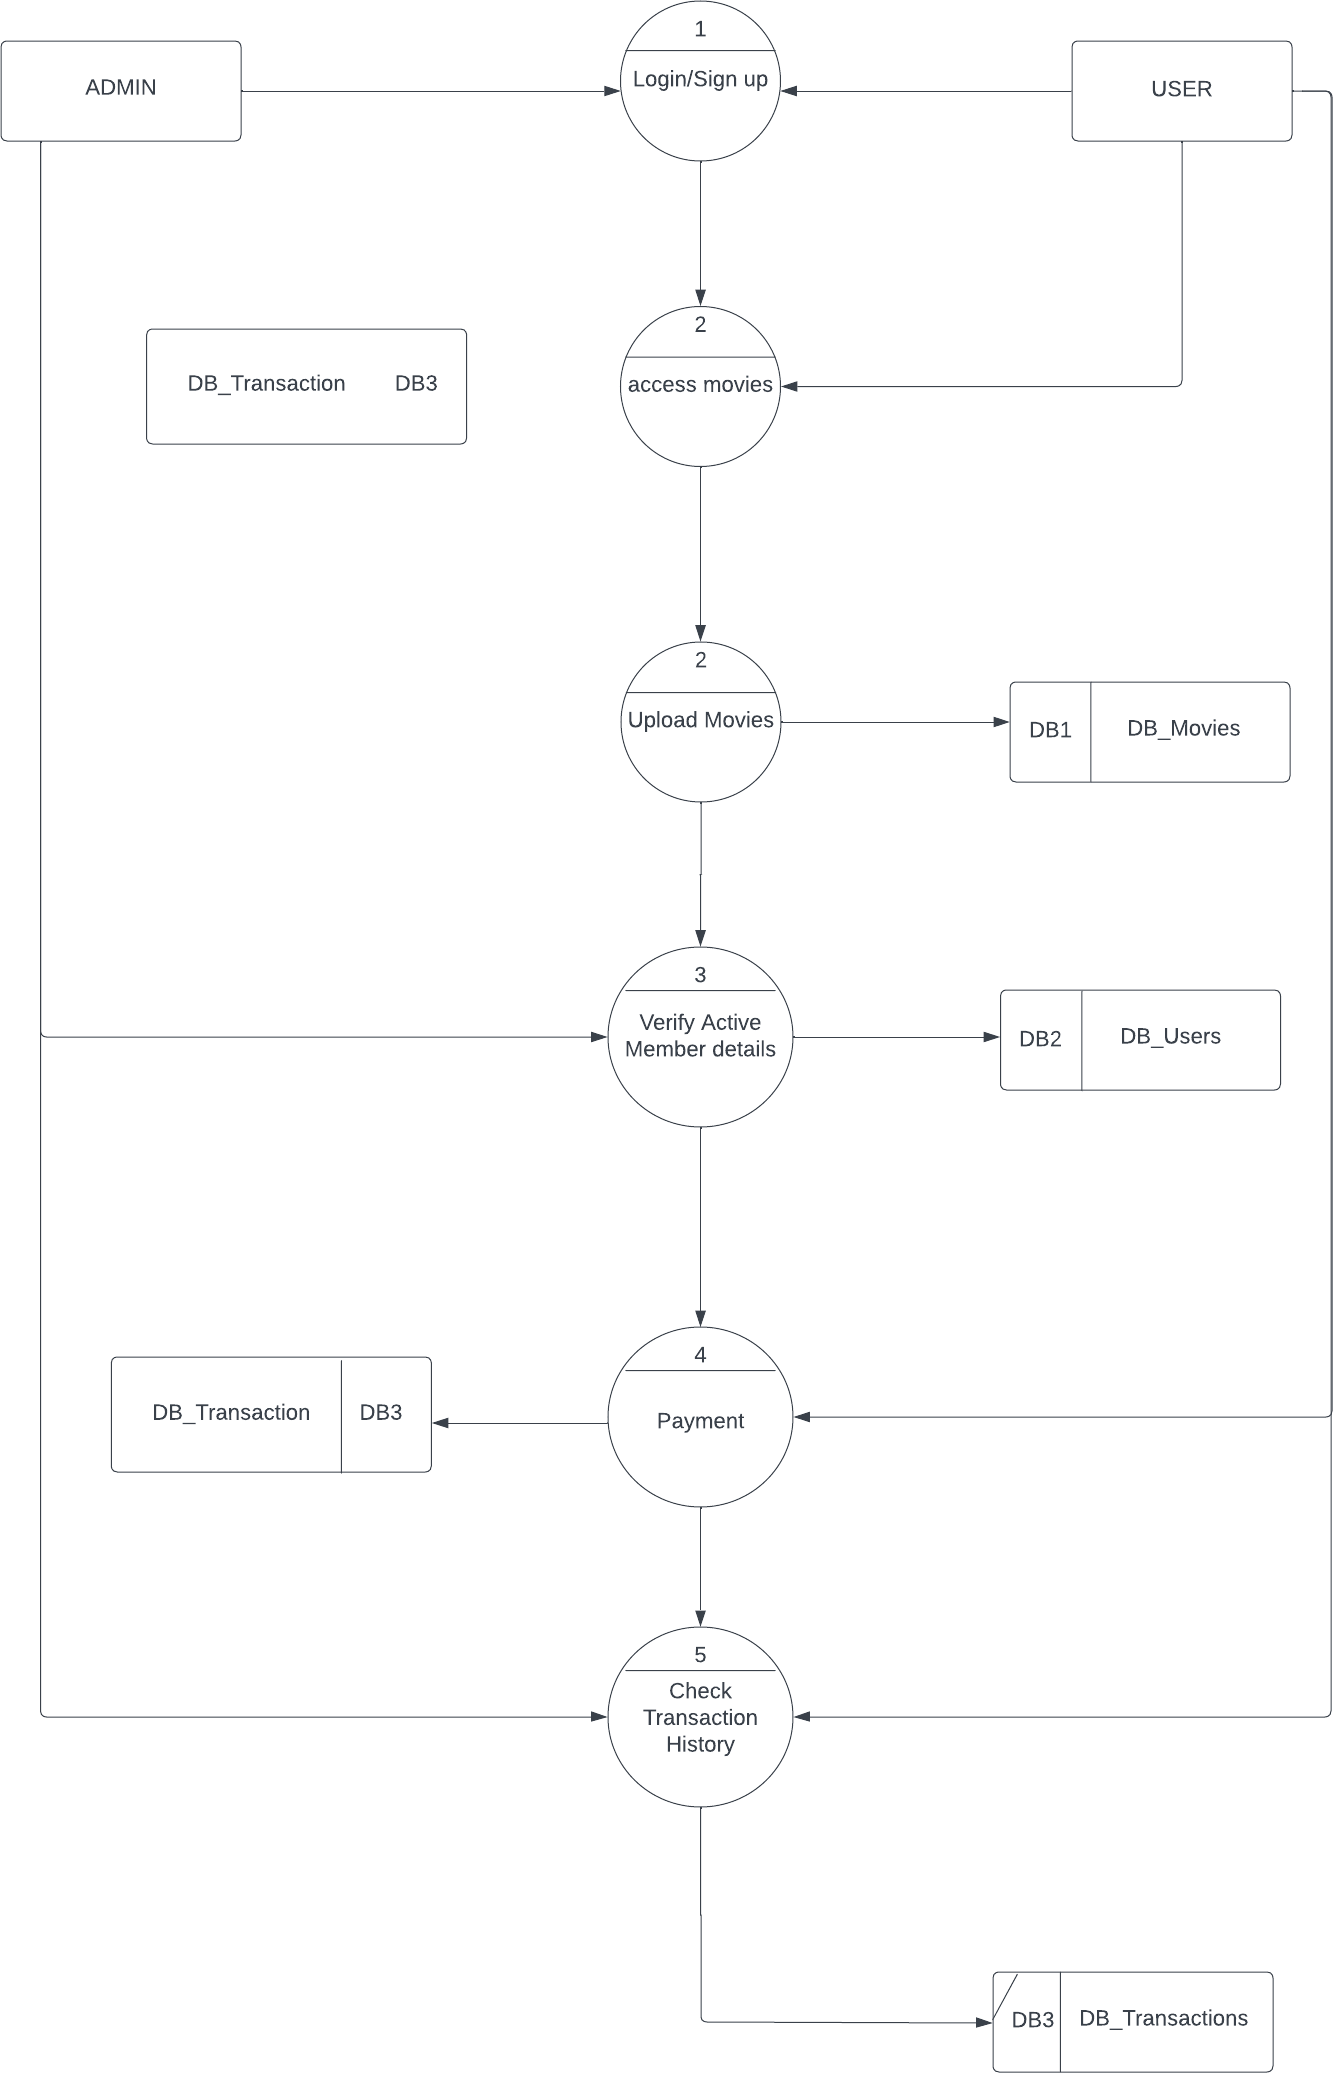 1
ADMIN
Login/Sign up
USER
2
access movies
DB_Transaction DB3
2
Upload Movies
DB1 DB_Movies
3
Verify Active
Member details
DB2 DB_Users
4
Payment
DB_Transaction DB3
5
Check
Transaction
History
DB3 DB_Transactions